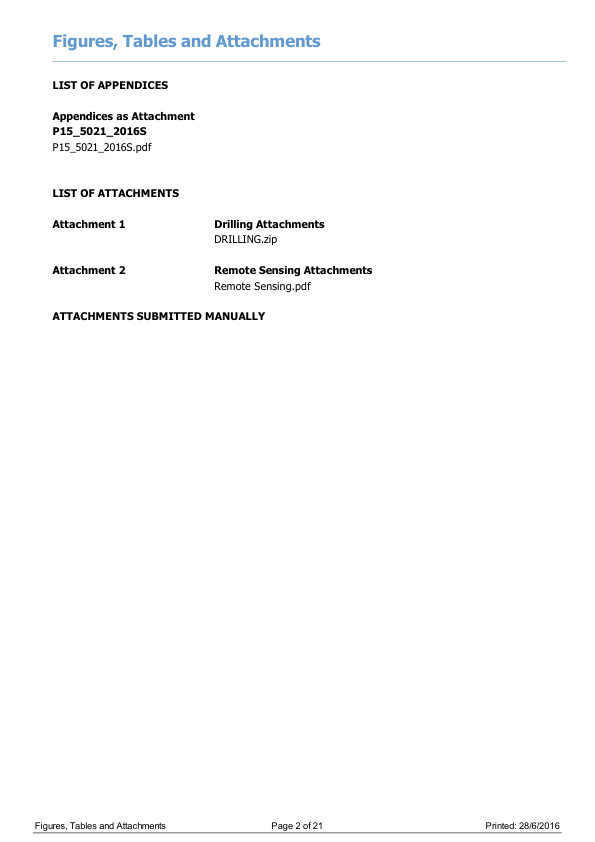 Figures, Tables and Attachments
LIST OF APPENDICES
Appendices as Attachment
P15_5021_2016S
P15_5021_2016S.pdf
LIST OF ATTACHMENTS
Attachment 1 Drilling Attachments
DRILLING.zip
Attachment 2 Remote Sensing Attachments
Remote Sensing.pdf
ATTACHMENTS SUBMITTED MANUALLY
Figures, Tables and Attachments Page 2 of 21 Printed: 28/6/2016